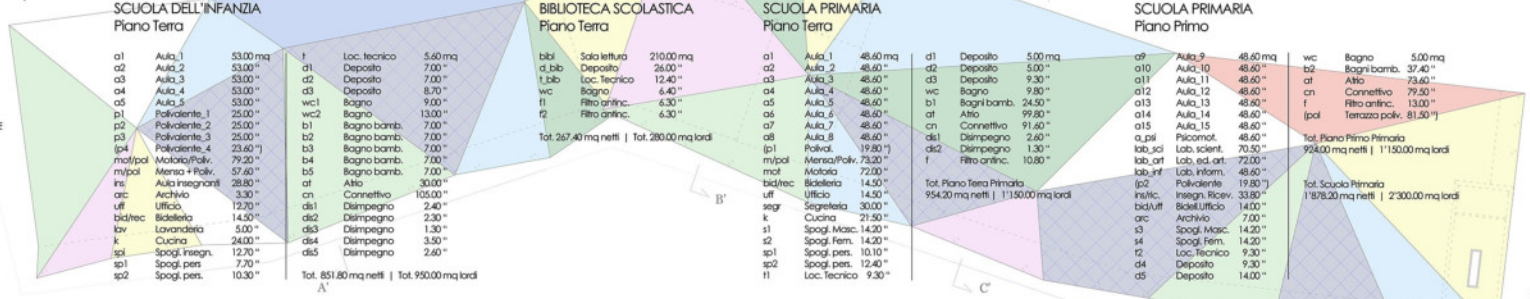 SCUOLA DELL'INFANZIA
Piano Terra
a1 Aula_1 53.00 mq
a2 Aula_2 53.00 "
a3 Aula_3 53.00 "
a4 Aula_4 53.00 "
a5 Aula_5 53.00 "
p1 Polivalente_1 25.00 "
p2 Polivalente_2 25.00 "
p3 Polivalente_3 25.00 "
(p4 Polivalente_4 23.60 ")
mot/pol Motoria/Poliv. 79.20 "
m/pol Mensa + Poliv. 57.60 "
ins Aula insegnanti 28.80 "
arc Archivio 3.30 "
uff Ufficio 12.70 "
bid/rec Bidelleria 14.50 "
lav Lavanderia 5.00 "
k Cucina 24.00 "
spi Spogl. insegn. 12.70 "
sp1 Spogl. pers 7.70 "
sp2 Spogl. pers. 10.30 "
t Loc. tecnico 5.60 mq
d1 Deposito 7.00 "
d2 Deposito 7.00 "
d3 Deposito 8.70 "
wc1 Bagno 9.00 "
wc2 Bagno 13.00 "
b1 Bagno bamb. 7.00 "
b2 Bagno bamb. 7.00 "
b3 Bagno bamb. 7.00 "
b4 Bagno bamb. 7.00 "
b5 Bagno bamb. 7.00 "
at Atrio 30.00 "
cn Connettivo 105.00 "
dis1 Disimpegno 2.40 "
dis2 Disimpegno 2.30 "
dis3 Disimpegno 1.30 "
dis4 Disimpegno 3.50 "
dis5 Disimpegno 2.60 "
Tot. 851.80 mq netti | Tot. 950.00 mq lordi
A'
BIBLIOTECA SCOLASTICA
Piano Terra
bibl Sala lettura 210.00 mq
d_bib Deposito 26.00 "
t_bib Loc. Tecnico 12.40 "
wc Bagno 6.40 "
f1 Filtro antinc. 6.30 "
f2 Filtro antinc. 6.30 "
Tot. 267.40 mq netti | Tot. 280.00 mq lordi
B'
SCUOLA PRIMARIA
Piano Terra
a1 Aula_1 48.60 mq
a2 Aula_2 48.60 "
a3 Aula_3 48.60 "
a4 Aula_4 48.60 "
a5 Aula_5 48.60 "
a6 Aula_6 48.60 "
a7 Aula_7 48.60 "
a8 Aula_8 48.60 "
(p1 Polival. 19.80 ")
m/pol Mensa/Poliv. 73.20 "
mot Motoria 72.00 "
bid/rec Bidelleria 14.50 "
uff Ufficio 14.50 "
segr Segreteria 30.00 "
k Cucina 21.50 "
s1 Spogl. Masc. 14.20 "
s2 Spogl. Fem. 14.20 "
sp1 Spogl. pers. 10.10
sp2 Spogl. pers. 12.40 "
t1 Loc. Tecnico 9.30 "
d1 Deposito 5.00 mq
d2 Deposito 5.00 "
d3 Deposito 9.30 "
wc Bagno 9.80 "
b1 Bagni bamb. 24.50 "
at Atrio 99.80 "
cn Connettivo 91.60 "
dis1 Disimpegno 2.60 "
dis2 Disimpegno 1.30 "
f Filtro antinc. 10.80 "
Tot. Piano Terra Primaria
954.20 mq netti | 1'150.00 mq lordi
C'
SCUOLA PRIMARIA
Piano Primo
a9 Aula_9 48.60 mq
a10 Aula_10 48.60 "
a11 Aula_11 48.60 "
a12 Aula_12 48.60 "
a13 Aula_13 48.60 "
a14 Aula_14 48.60 "
a15 Aula_15 48.60 "
a_psi Psicomot. 48.60 "
lab_sci Lab. scient. 70.50 "
lab_art Lab. ed. art. 72.00 "
lab_inf Lab. inform. 48.60 "
(p2 Polivalente 19.80 ")
ins/ric. Insegn. Ricev. 33.80 "
bid/uff Bidell.Ufficio 14.00 "
arc Archivio 7.00 "
s3 Spogl. Masc. 14.20 "
s4 Spogl. Fem. 14.20 "
t2 Loc. Tecnico 9.30 "
d4 Deposito 9.30 "
d5 Deposito 14.00 "
wc Bagno 5.00 mq
b2 Bagni bamb. 37.40 "
at Atrio 73.60 "
cn Connettivo 79.50 "
f Filtro antinc. 13.00 "
(pol Terrazza poliv. 81.50 ")
Tot. Piano Primo Primaria
924.00 mq netti | 1'150.00 mq lordi
Tot. Scuola Primaria
1'878.20 mq netti | 2'300.00 mq lordi